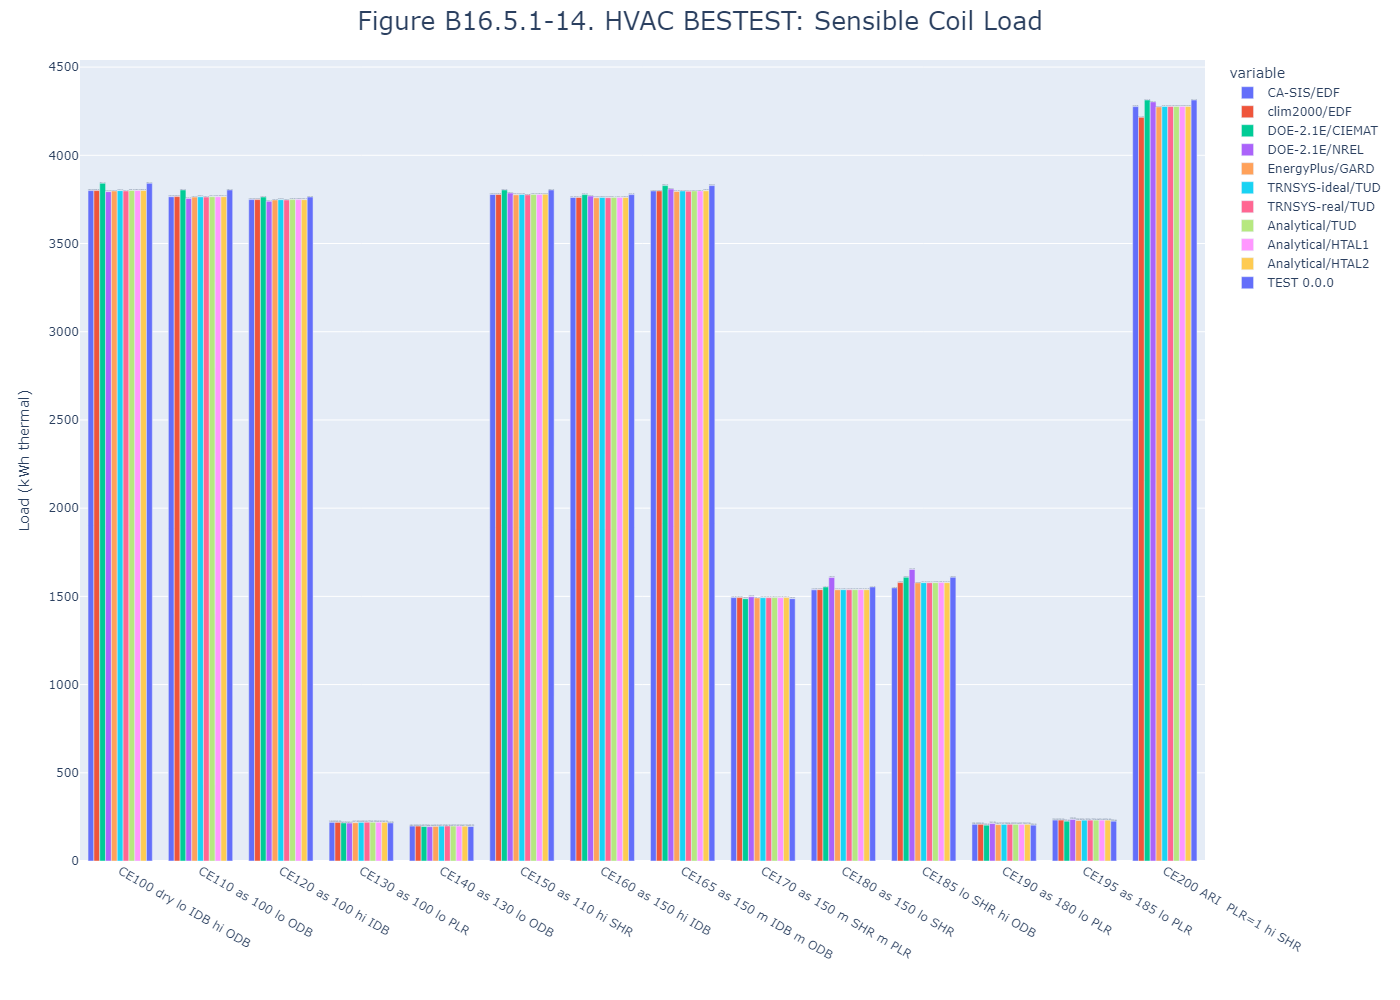 Figure B16.5.1-14. HVAC BESTEST: Sensible Coil Load
variable
CA-SIS/EDF
clim2000/EDF
DOE-2.1E/CIEMAT
DOE-2.1E/NREL
EnergyPlus/GARD
TRNSYS-ideal/TUD
TRNSYS-real/TUD
Analytical/TUD
Analytical/HTAL1
Analytical/HTAL2
TEST 0.0.0
Load (kWh thermal)
4500
4000
3500
3000
2500
2000
1500
1000
500
0
CE100 dry lo IDB hi ODB
CE110 as 100 lo ODB
CE120 as 100 hi IDB
CE130 as 100 lo PLR
CE140 as 130 lo ODB
CE150 as 110 hi SHR
CE160 as 150 hi IDB
CE165 as 150 m IDB m ODB
CE170 as 150 m SHR m PLR
CE180 as 150 lo SHR
CE185 lo SHR hi ODB
CE190 as 180 lo PLR
CE195 as 185 lo PLR
CE200 ARI  PLR=1 hi SHR